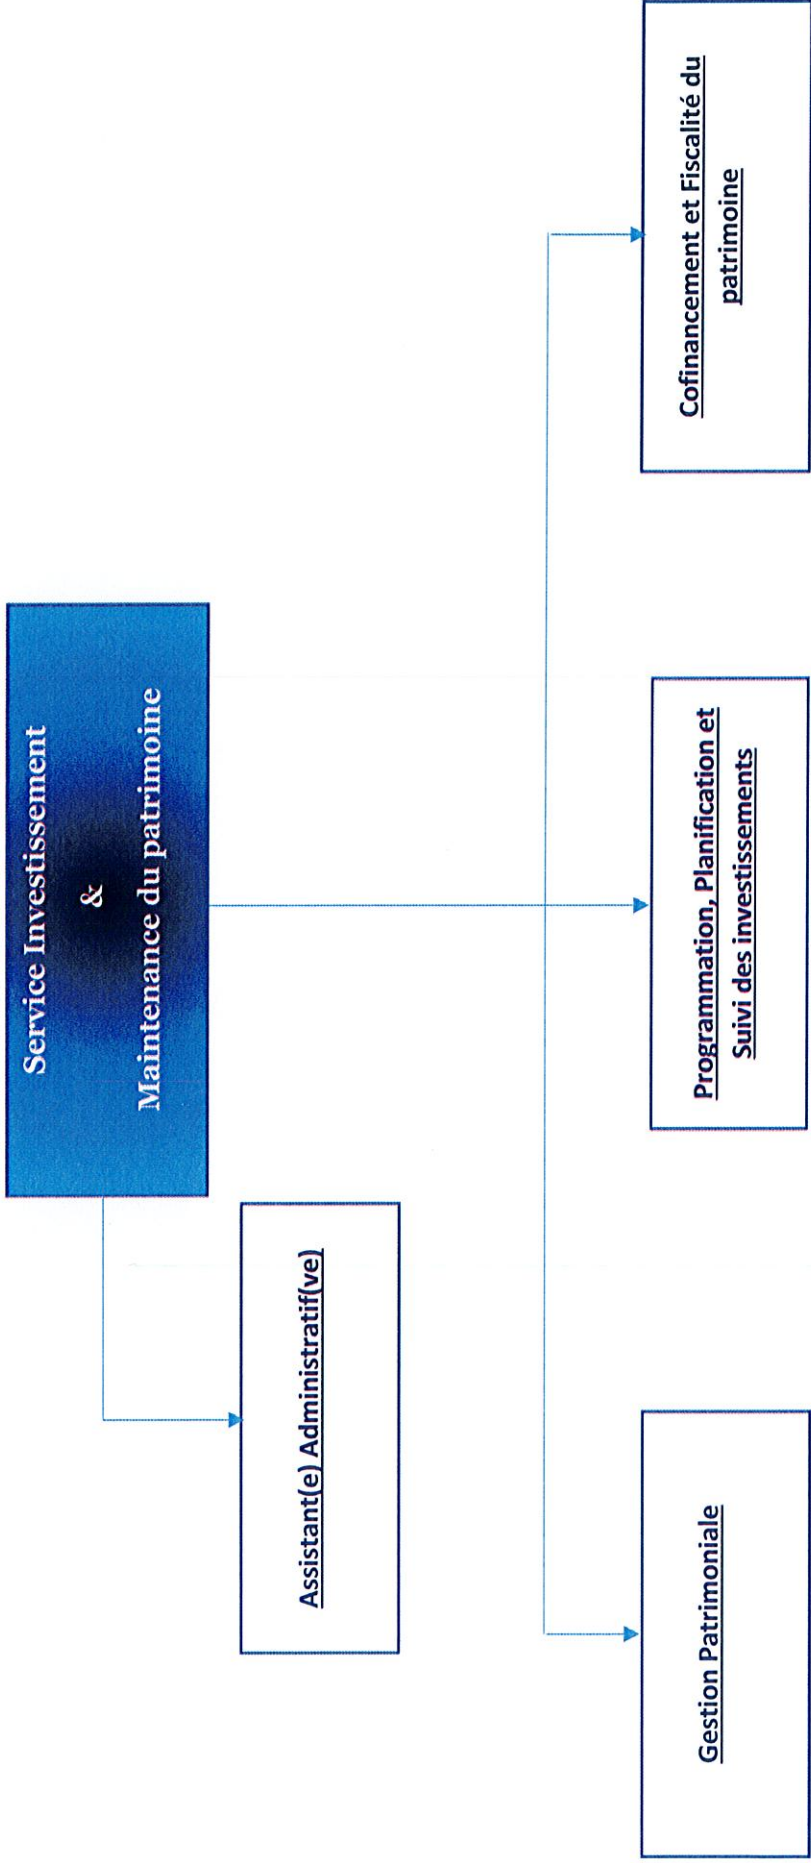 Service Investissement
&
Maintenance du patrimoine
Assistant(e) Administratif(ve)
Gestion Patrimoniale
Programmation, Planification et
Suivi des investissements
Cofinancement et Fiscalité du
patrimoine